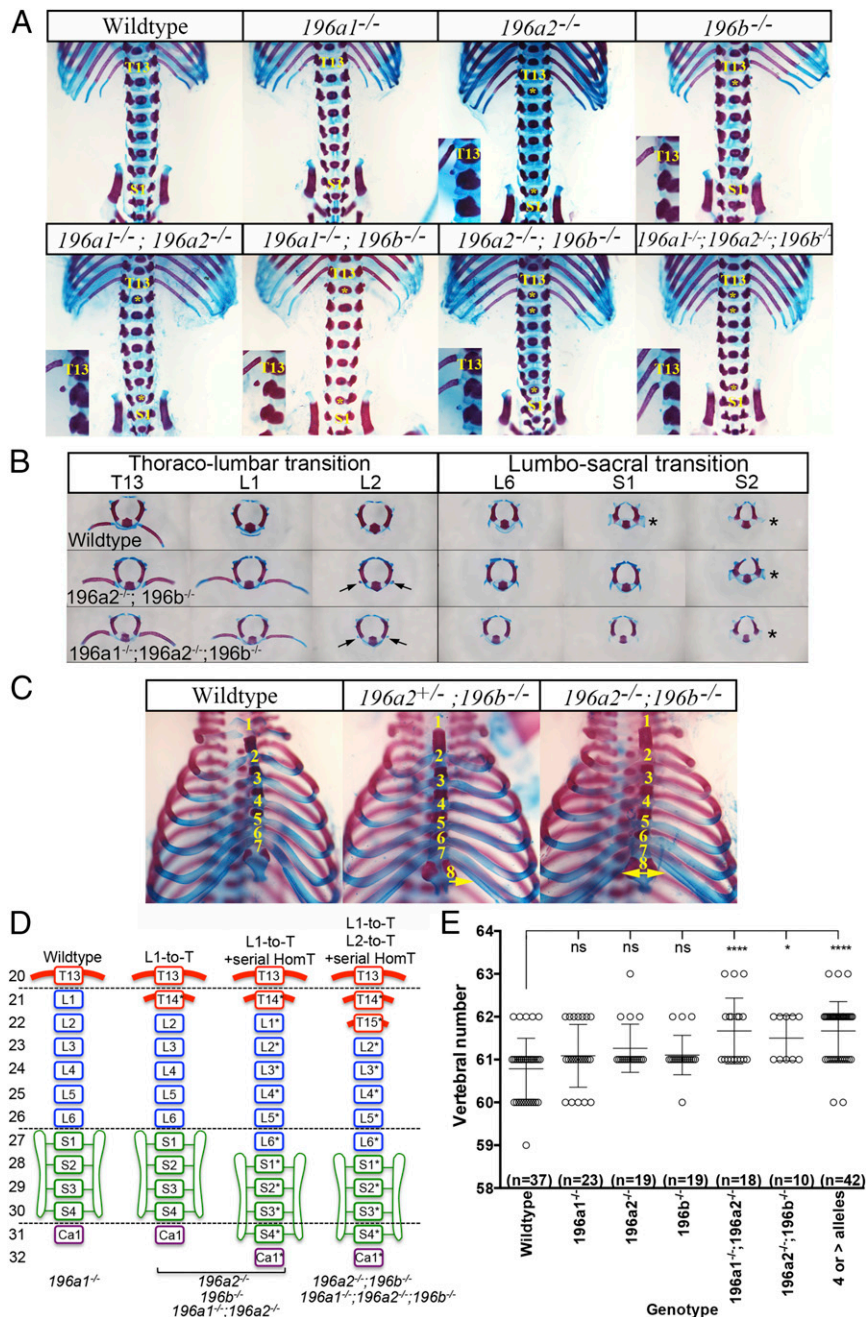 A
Wildtype 196a1-/- 196a2-/- 196b-/-
T13 T13 T13 * T13 *
T13 T13
S1 S1 * S1 S1
196a1-/-; 196a2-/- 196a1-/-; 196b-/- 196a2-/-; 196b-/- 196a1-/-;196a2-/-;196b-/-
T13 * T13 * T13 * * T13 * *
T13 T13 T13 T13
* S1 * S1 * S1 * S1
B
Thoraco-lumbar transition Lumbo-sacral transition
T13 L1 L2 L6 S1 S2
Wildtype * *
196a2-/-; 196b-/- *
196a1-/-;196a2-/-;196b-/- *
C
Wildtype 196a2+/- ;196b-/- 196a2-/-;196b-/-
1 1 1
2 2 2
3 3 3
4 4 4
5 5 5
6 6 6
7 7 7
8 8
D
Wildtype L1-to-T L1-to-T +serial HomT L1-to-T L2-to-T +serial HomT
20 T13 T13 T13 T13
21 L1 T14* T14* T14*
22 L2 L2 L1* T15*
23 L3 L3 L2* L2*
24 L4 L4 L3* L3*
25 L5 L5 L4* L4*
26 L6 L6 L5* L5*
27 S1 S1 L6* L6*
28 S2 S2 S1* S1*
29 S3 S3 S2* S2*
30 S4 S4 S3* S3*
31 Ca1 Ca1 S4* S4*
32 Ca1* Ca1*
196a1-/- 196a2-/- 196a2-/-;196b-/-
196b-/- 196a1-/-;196a2-/-;196b-/-
196a1-/-;196a2-/-
E
Vertebral number
64
63
62
61
60
59
58
ns ns ns **** * ****
(n=37) (n=23) (n=19) (n=19) (n=18) (n=10) (n=42)
Wildtype
196a1-/-
196a2-/-
196b-/-
196a1-/-;196a2-/-
196a2-/-;196b-/-
4 or > alleles
Genotype